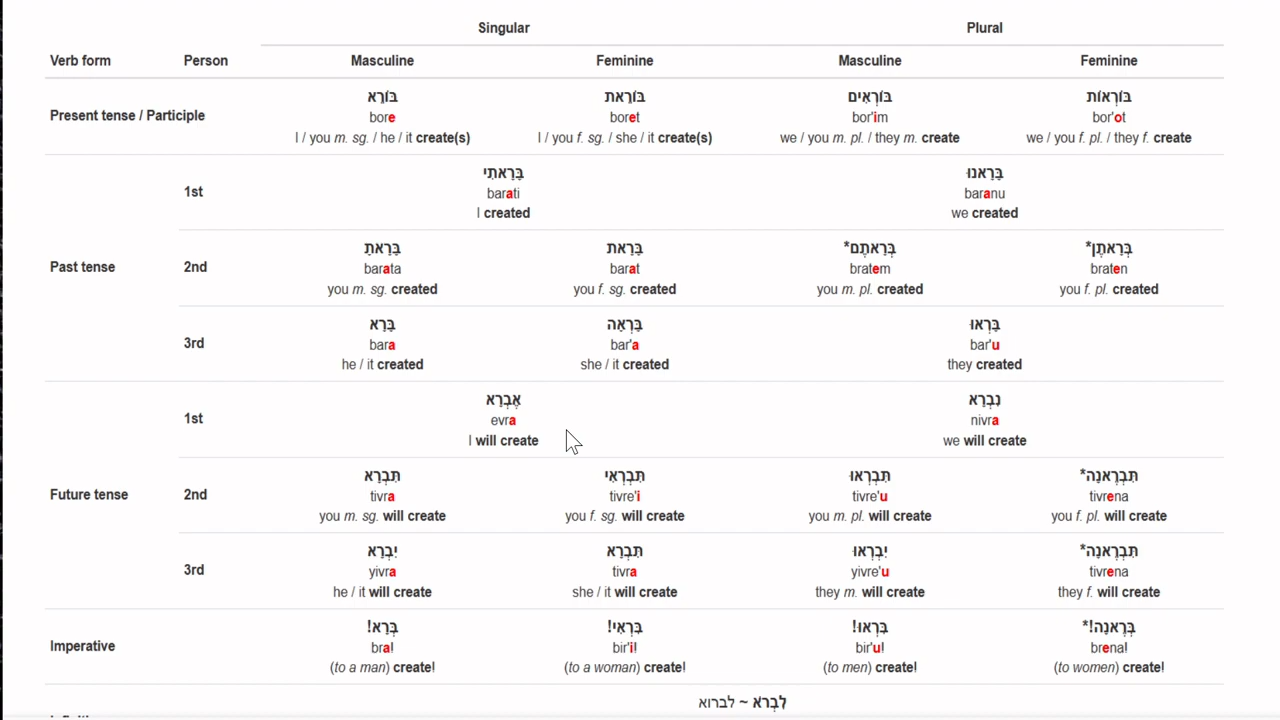 Singular Plural
Verb form Person Masculine Feminine Masculine Feminine
Present tense / Participle
בּוֹרֵא
bore
I / you m. sg. / he / it create(s)
בּוֹרֵאת
boret
I / you f. sg. / she / it create(s)
בּוֹרְאִים
bor'im
we / you m. pl. / they m. create
בּוֹרְאוֹת
bor'ot
we / you f. pl. / they f. create
Past tense
1st
בָּרָאתִי
barati
I created
בָּרָאנוּ
baranu
we created
2nd
בָּרָאתָ
barata
you m. sg. created
בָּרָאת
barat
you f. sg. created
בְּרָאתֶם*
bratem
you m. pl. created
בְּרָאתֶן*
braten
you f. pl. created
3rd
בָּרָא
bara
he / it created
בָּרְאָה
bar'a
she / it created
בָּרְאוּ
bar'u
they created
Future tense
1st
אֶבְרָא
evra
I will create
נִבְרָא
nivra
we will create
2nd
תִּבְרָא
tivra
you m. sg. will create
תִּבְרְאִי
tivre'i
you f. sg. will create
תִּבְרְאוּ
tivre'u
you m. pl. will create
תִּבְרֶאנָה*
tivrena
you f. pl. will create
3rd
יִבְרָא
yivra
he / it will create
תִּבְרָא
tivra
she / it will create
יִבְרְאוּ
yivre'u
they m. will create
תִּבְרֶאנָה*
tivrena
they f. will create
Imperative
בְּרָא!
bra!
(to a man) create!
בִּרְאִי!
bir'i!
(to a woman) create!
בִּרְאוּ!
bir'u!
(to men) create!
בְּרֶאנָה!*
brena!
(to women) create!
לִבְרֹא ~ לברוא